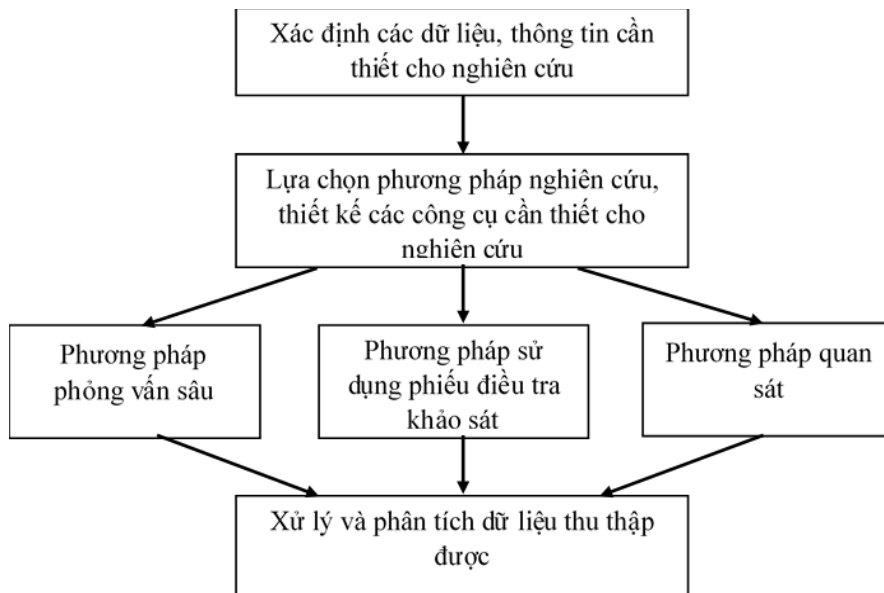 Xác định các dữ liệu, thông tin cần
thiết cho nghiên cứu
Lựa chọn phương pháp nghiên cứu,
thiết kế các công cụ cần thiết cho
nghiên cứu
Phương pháp
phỏng vấn sâu
Phương pháp sử
dụng phiếu điều tra
khảo sát
Phương pháp quan
sát
Xử lý và phân tích dữ liệu thu thập
được